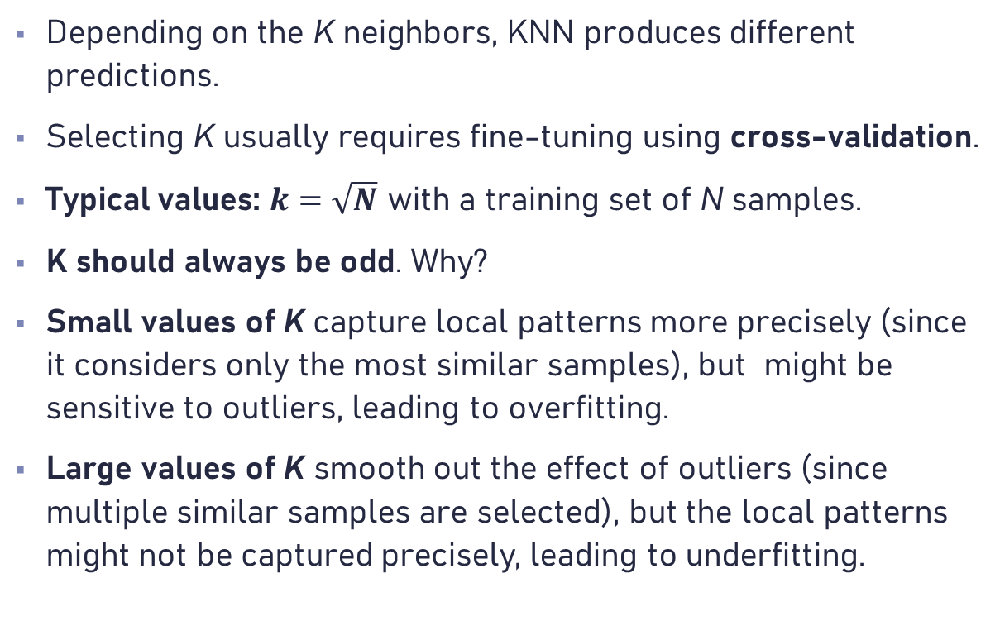 ▪ Depending on the K neighbors, KNN produces different
predictions.
▪ Selecting K usually requires fine-tuning using cross-validation.
▪ Typical values: k = √N with a training set of N samples.
▪ K should always be odd. Why?
▪ Small values of K capture local patterns more precisely (since
it considers only the most similar samples), but  might be
sensitive to outliers, leading to overfitting.
▪ Large values of K smooth out the effect of outliers (since
multiple similar samples are selected), but the local patterns
might not be captured precisely, leading to underfitting.